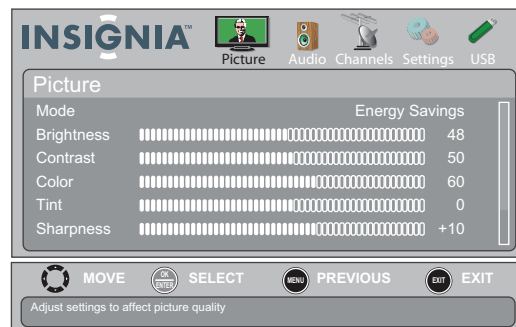 INSIGNIA™
Picture Audio Channels Settings USB
Picture
Mode Energy Savings
Brightness 48
Contrast 50
Color 60
Tint 0
Sharpness +10
MOVE OK ENTER SELECT MENU PREVIOUS EXIT EXIT
Adjust settings to affect picture quality